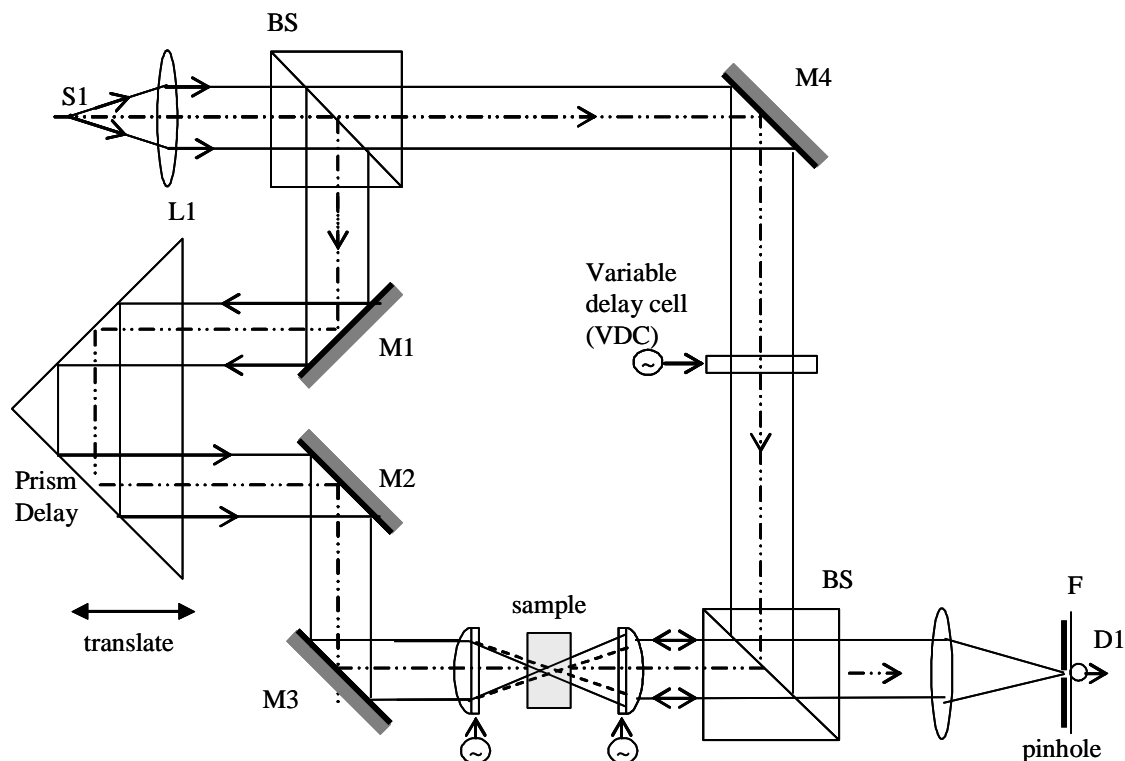 BS
S1
M4
L1
Variable
delay cell
(VDC)
~
M1
M2
Prism
Delay
BS
F
sample
D1
translate
M3
~
~
pinhole